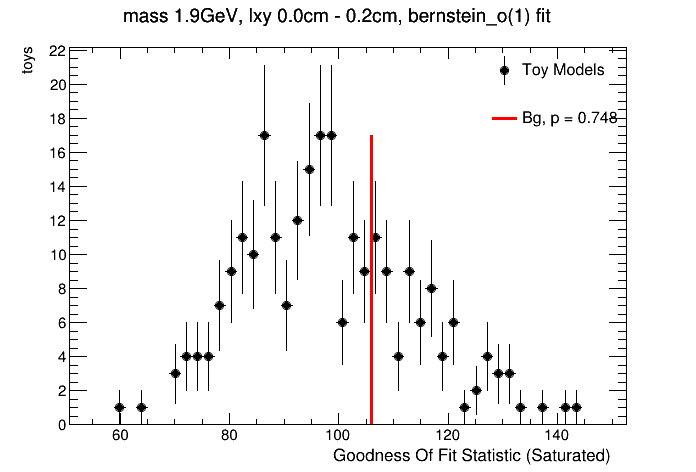 mass 1.9GeV, lxy 0.0cm - 0.2cm, bernstein_o(1) fit
toys
22
20
18
16
14
12
10
8
6
4
2
0
Toy Models
Bg, p = 0.748
60 80 100 120 140
Goodness Of Fit Statistic (Saturated)